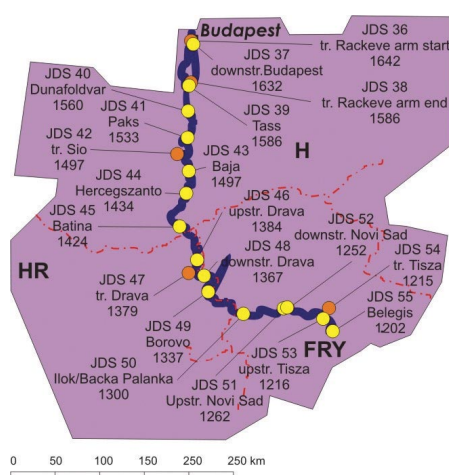 Budapest
JDS 36
tr. Rackeve arm start
1642
JDS 37
downstr.Budapest
1632
JDS 38
tr. Rackeve arm end
1586
JDS 39
Tass
1586
JDS 40
Dunafoldvar
1560
JDS 41
Paks
1533
JDS 42
tr. Sio
1497
JDS 43
Baja
1497
H
JDS 44
Hercegszanto
1434
JDS 45
Batina
1424
JDS 46
upstr. Drava
1384
HR
JDS 47
tr. Drava
1379
JDS 48
downstr. Drava
1367
JDS 49
Borovo
1337
JDS 50
Ilok/Backa Palanka
1300
JDS 51
Upstr. Novi Sad
1262
JDS 52
downstr. Novi Sad
1252
JDS 53
upstr. Tisza
1216
JDS 54
tr. Tisza
1215
JDS 55
Belegis
1202
FRY
0 50 100 150 200 250 km